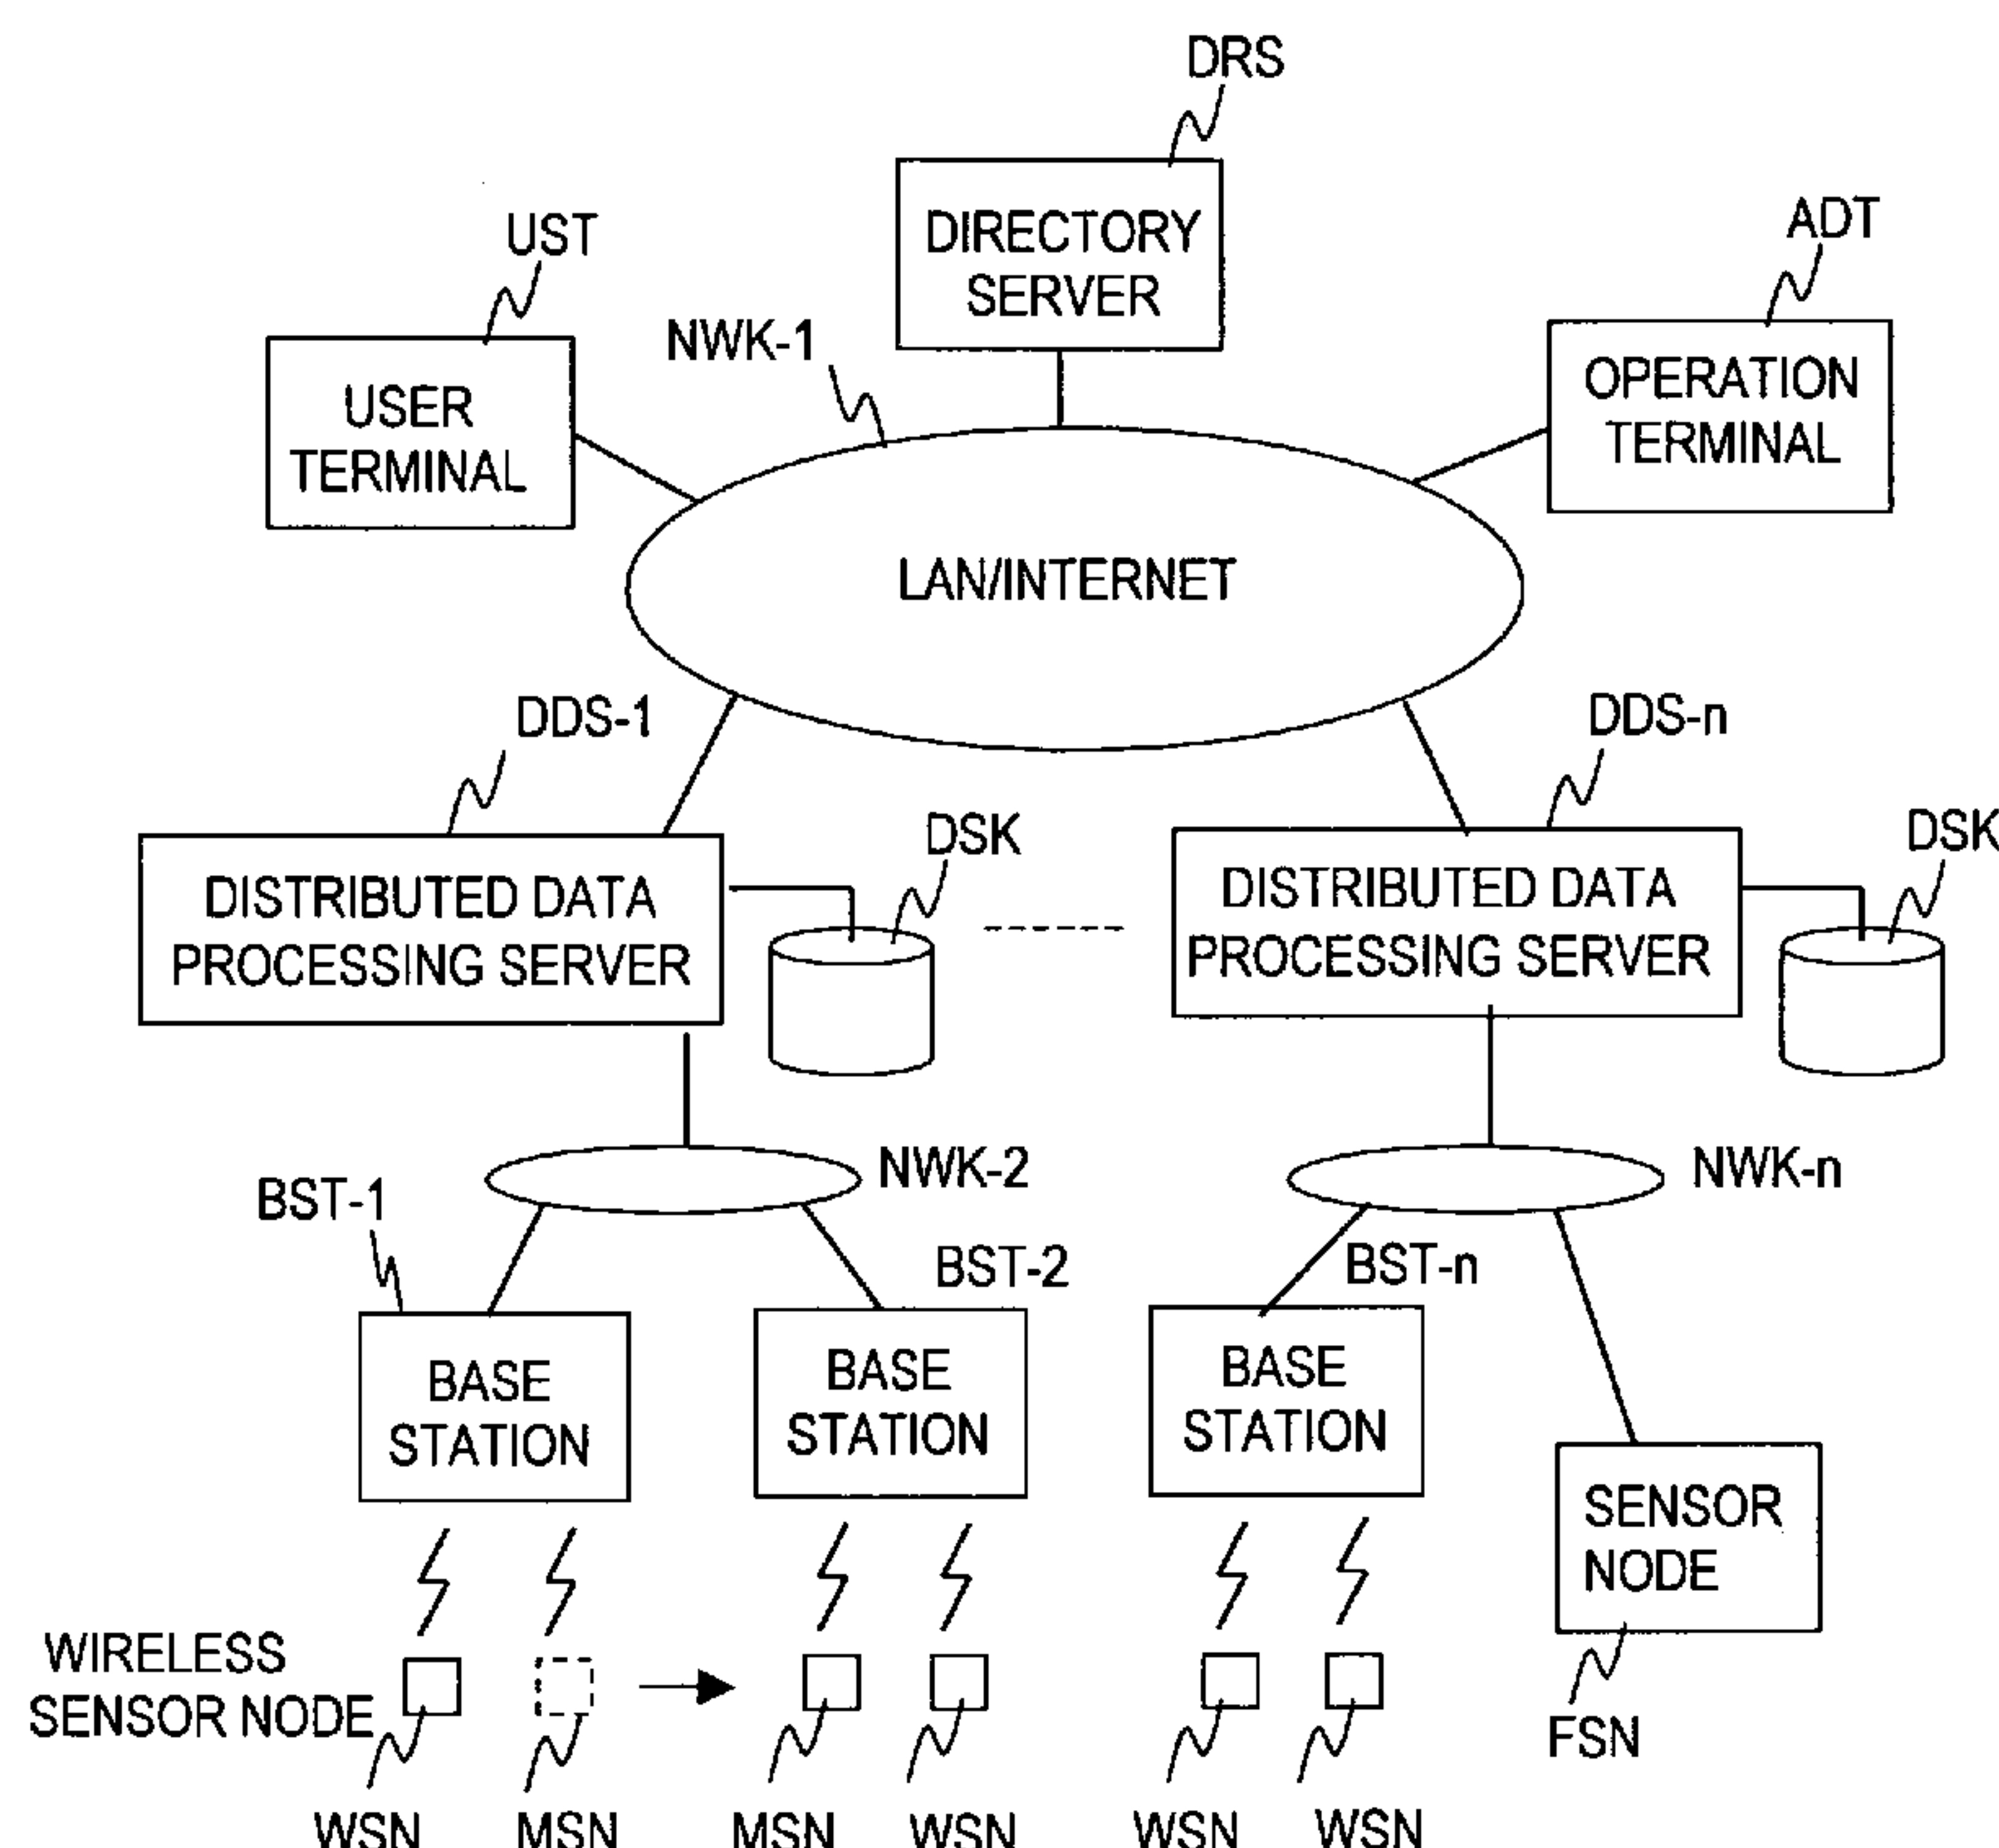 DRS
DIRECTORY
SERVER
UST
ADT
NWK-1
USER
TERMINAL
OPERATION
TERMINAL
LAN/INTERNET
DDS-1
DDS-n
DSK
DSK
DISTRIBUTED DATA
PROCESSING SERVER
DISTRIBUTED DATA
PROCESSING SERVER
NWK-2
NWK-n
BST-1
BST-2
BST-n
BASE
STATION
BASE
STATION
BASE
STATION
SENSOR
NODE
WIRELESS
SENSOR NODE
FSN
WSN
MSN
MSN
WSN
WSN
WSN